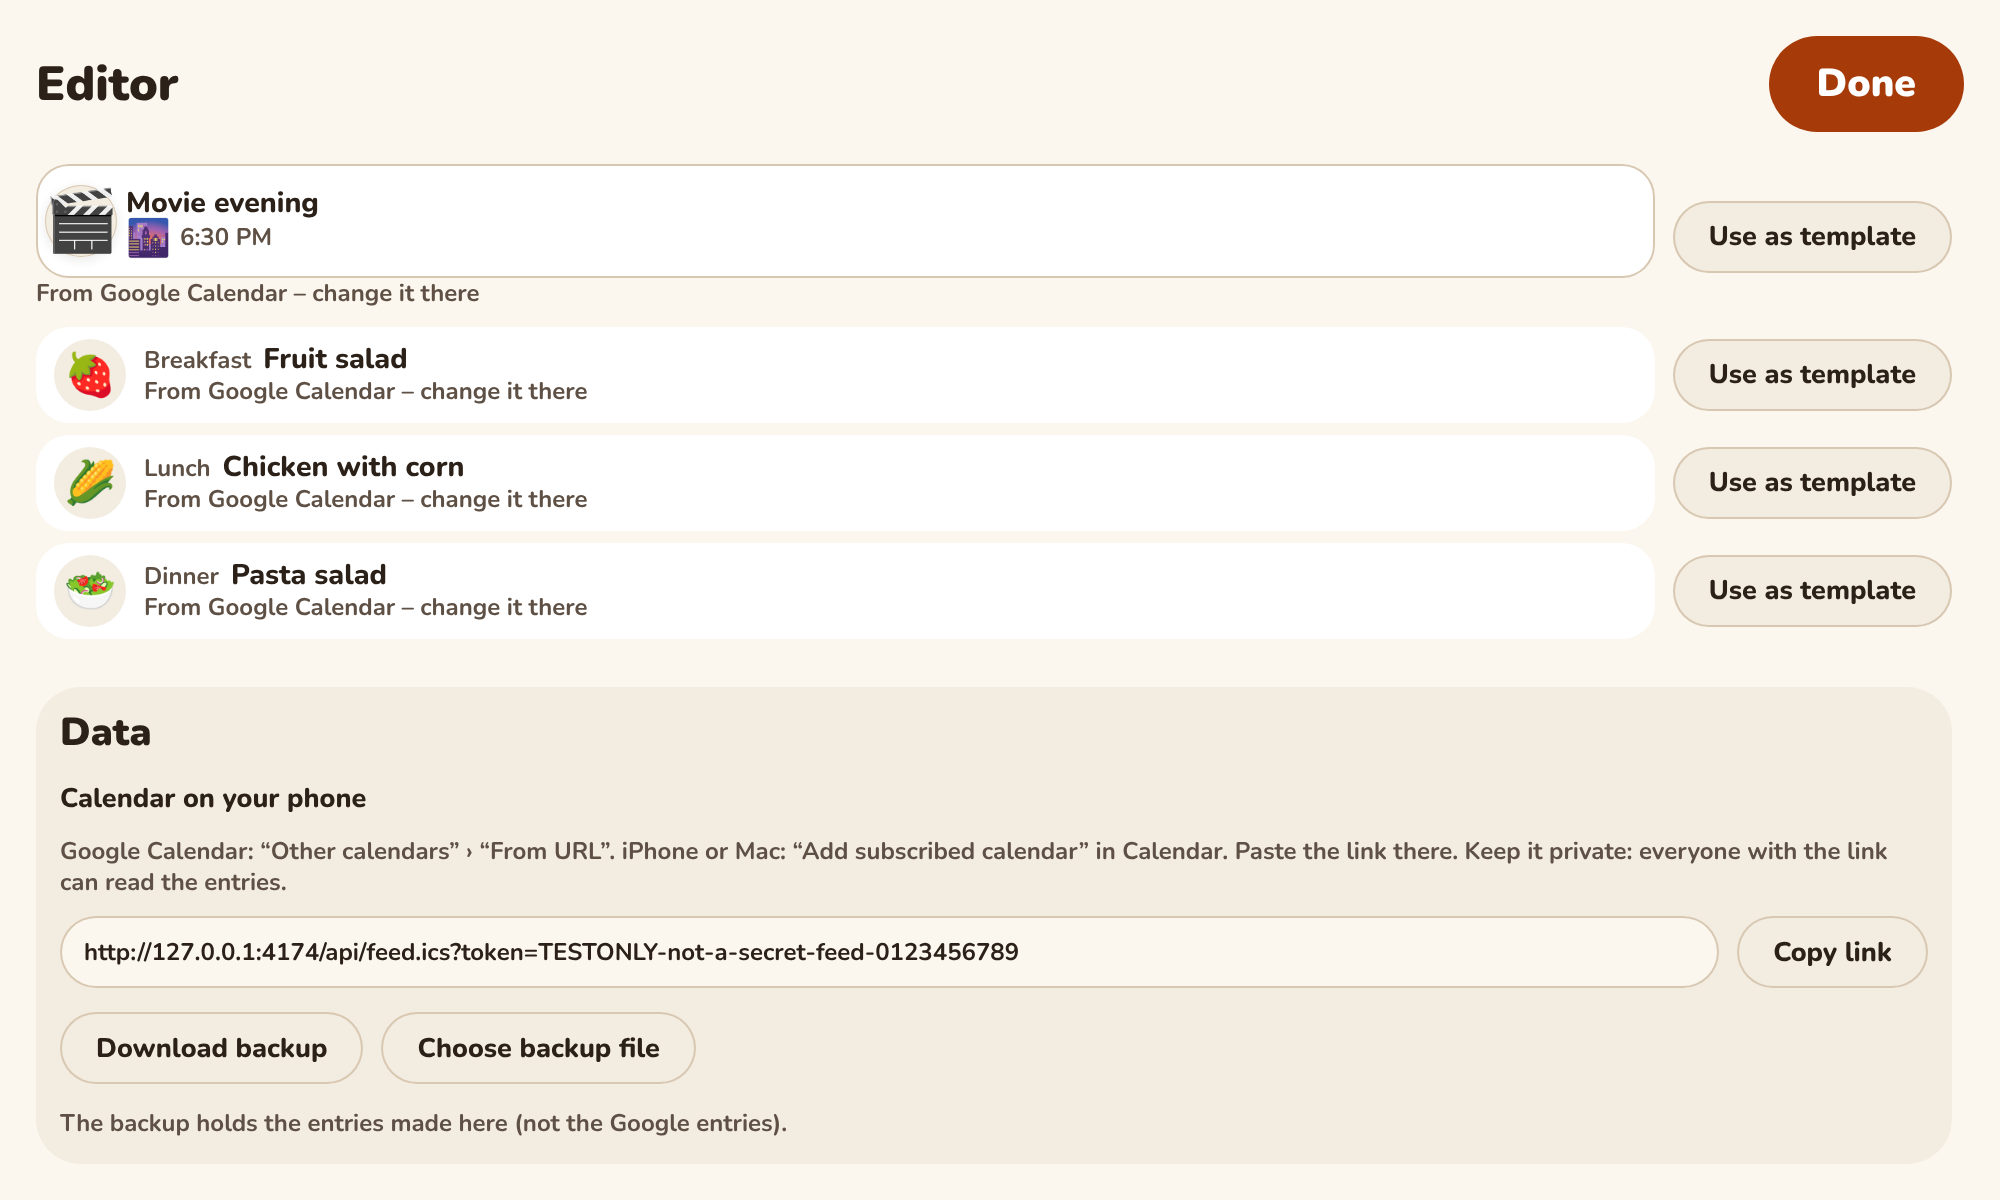 Editor
Done
Movie evening
6:30 PM
Use as template
From Google Calendar – change it there
Breakfast Fruit salad
From Google Calendar – change it there
Use as template
Lunch Chicken with corn
From Google Calendar – change it there
Use as template
Dinner Pasta salad
From Google Calendar – change it there
Use as template
Data
Calendar on your phone
Google Calendar: “Other calendars” › “From URL”. iPhone or Mac: “Add subscribed calendar” in Calendar. Paste the link there. Keep it private: everyone with the link
can read the entries.
http://127.0.0.1:4174/api/feed.ics?token=TESTONLY-not-a-secret-feed-0123456789
Copy link
Download backup
Choose backup file
The backup holds the entries made here (not the Google entries).